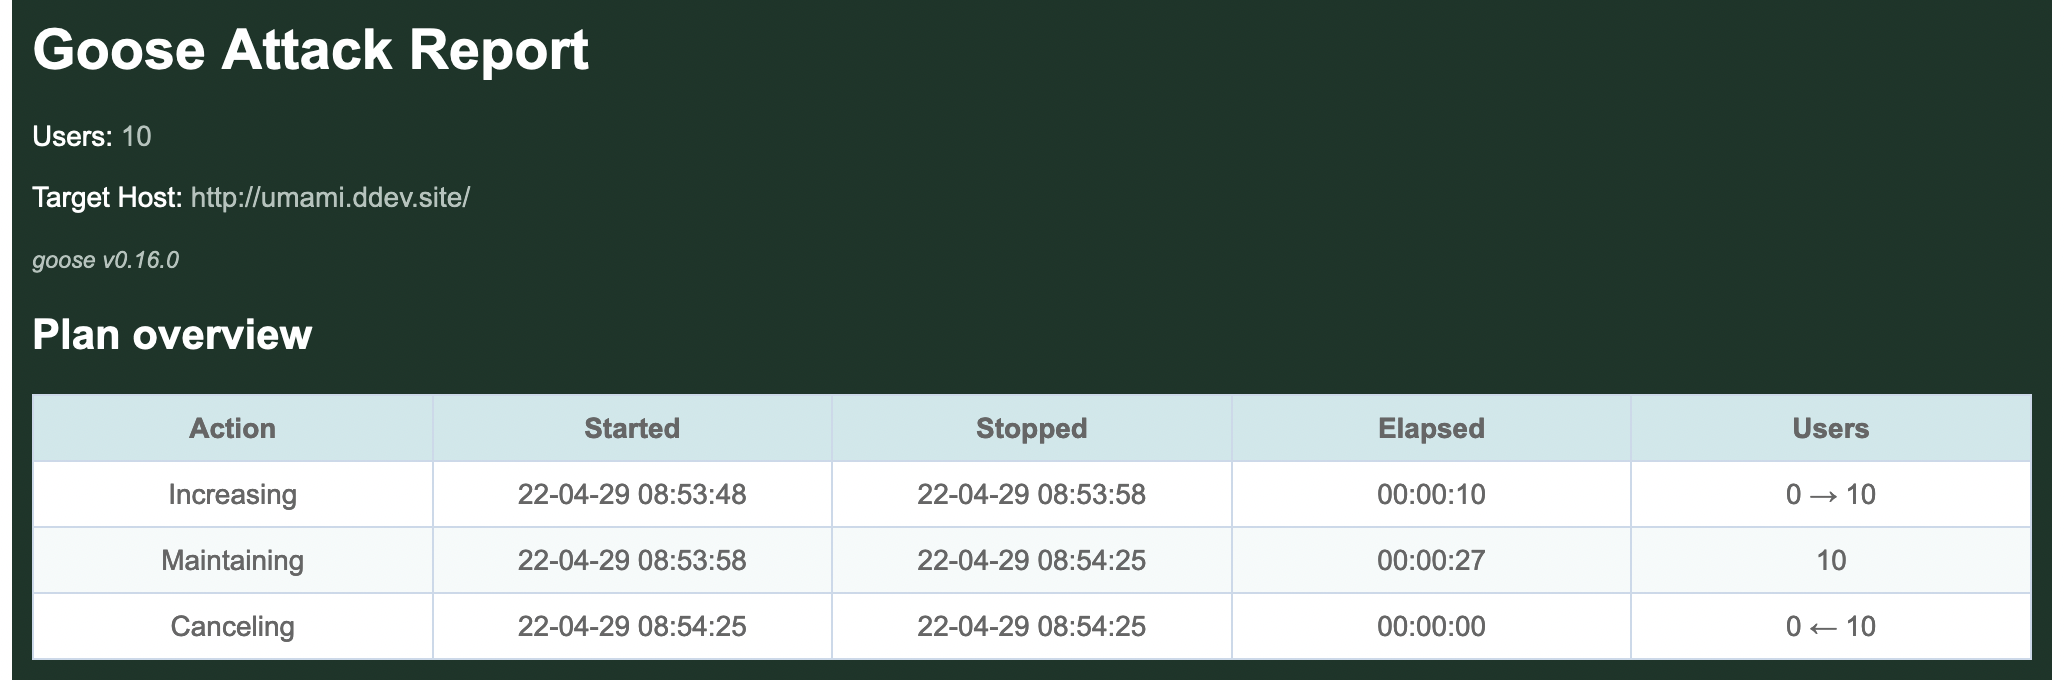 Goose Attack Report
Users: 10
Target Host: http://umami.ddev.site/
goose v0.16.0
Plan overview
Action Started Stopped Elapsed Users
Increasing 22-04-29 08:53:48 22-04-29 08:53:58 00:00:10 0 → 10
Maintaining 22-04-29 08:53:58 22-04-29 08:54:25 00:00:27 10
Canceling 22-04-29 08:54:25 22-04-29 08:54:25 00:00:00 0 ← 10